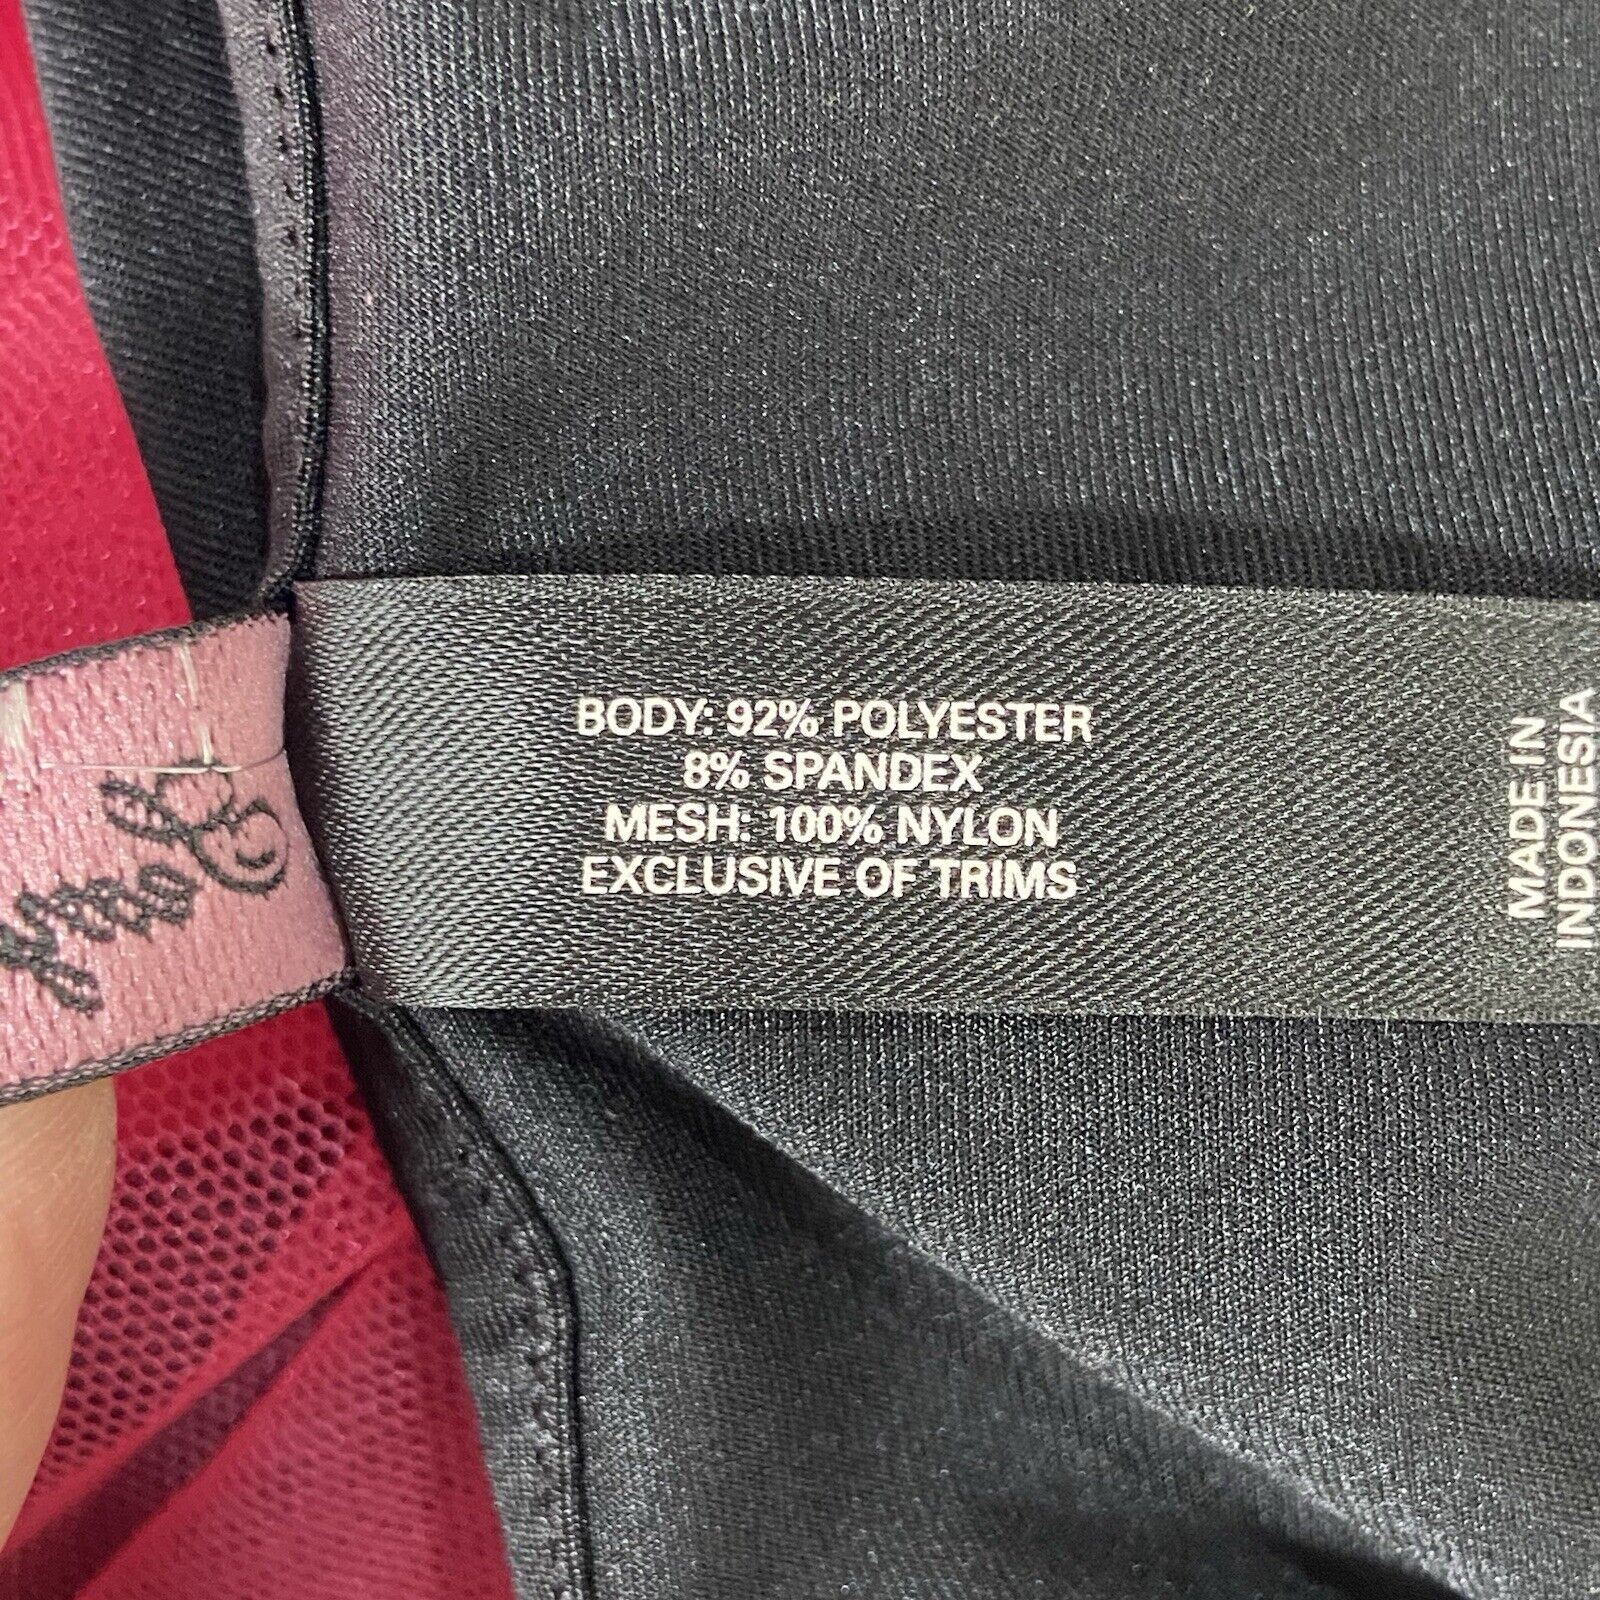 BODY: 92% POLYESTER
8% SPANDEX
MESH: 100% NYLON
EXCLUSIVE OF TRIMS
MADE IN
INDONESIA